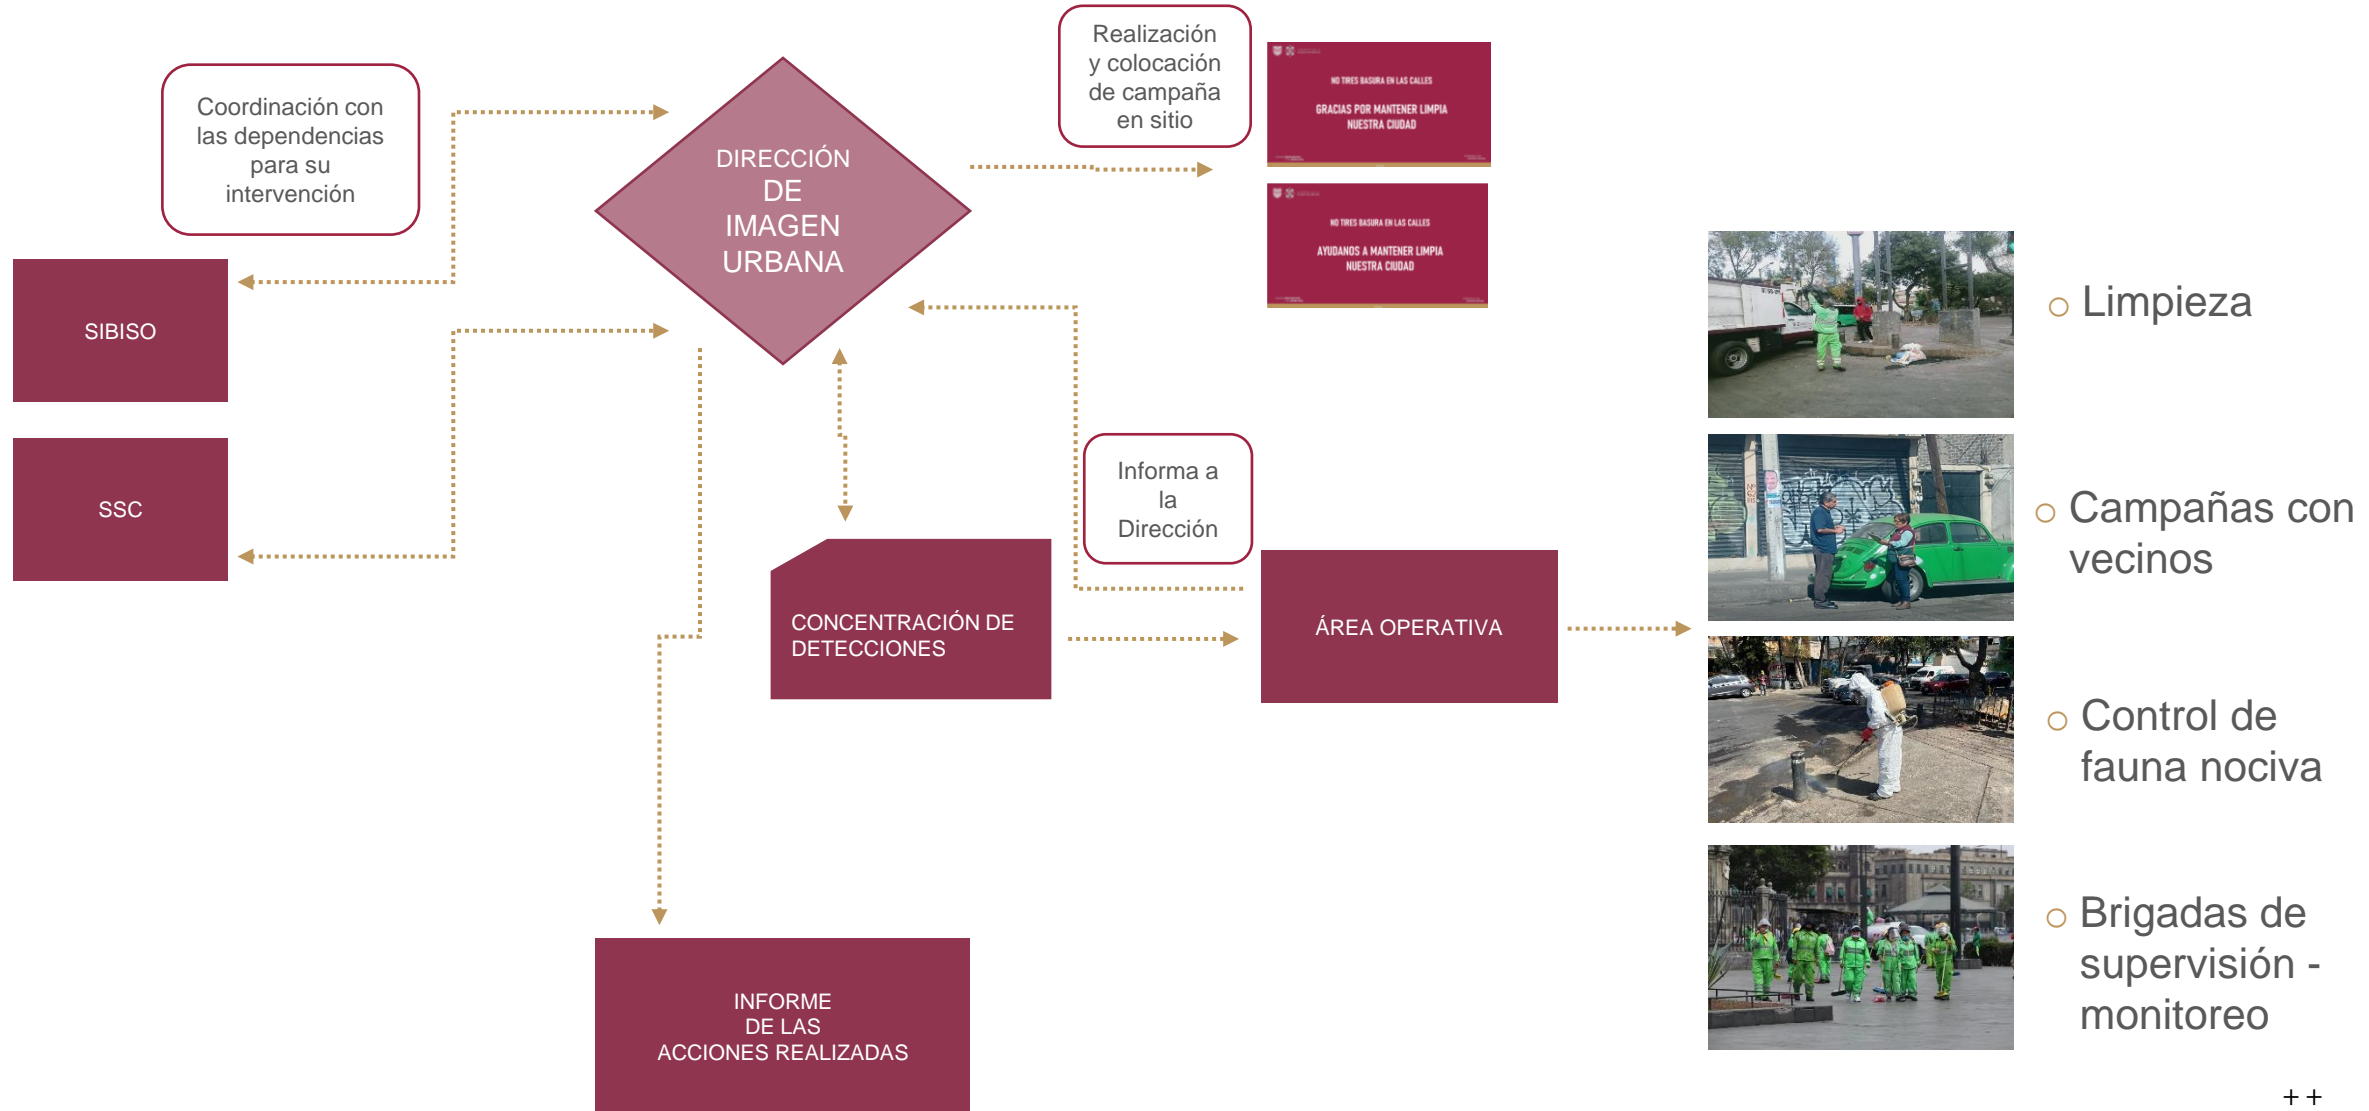 Realización
y colocación
de campaña
en sitio
Coordinación con
las dependencias
para su
intervención
NO TIRES BASURA EN LAS CALLES
GRACIAS POR MANTENER LIMPIA
NUESTRA CIUDAD
DIRECCIÓN
DE
IMAGEN
URBANA
NO TIRES BASURA EN LAS CALLES
AYUDANOS A MANTENER LIMPIA
NUESTRA CIUDAD
SIBISO
SSC
Informa a
la
Dirección
CONCENTRACIÓN DE
DETECCIONES
ÁREA OPERATIVA
INFORME
DE LAS
ACCIONES REALIZADAS
Limpieza
Campañas con
vecinos
Control de
fauna nociva
Brigadas de
supervisión -
monitoreo
++